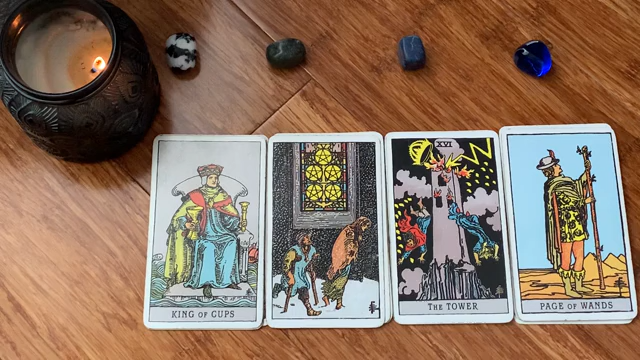 KING OF CUPS
XVI
THE TOWER
PAGE OF WANDS